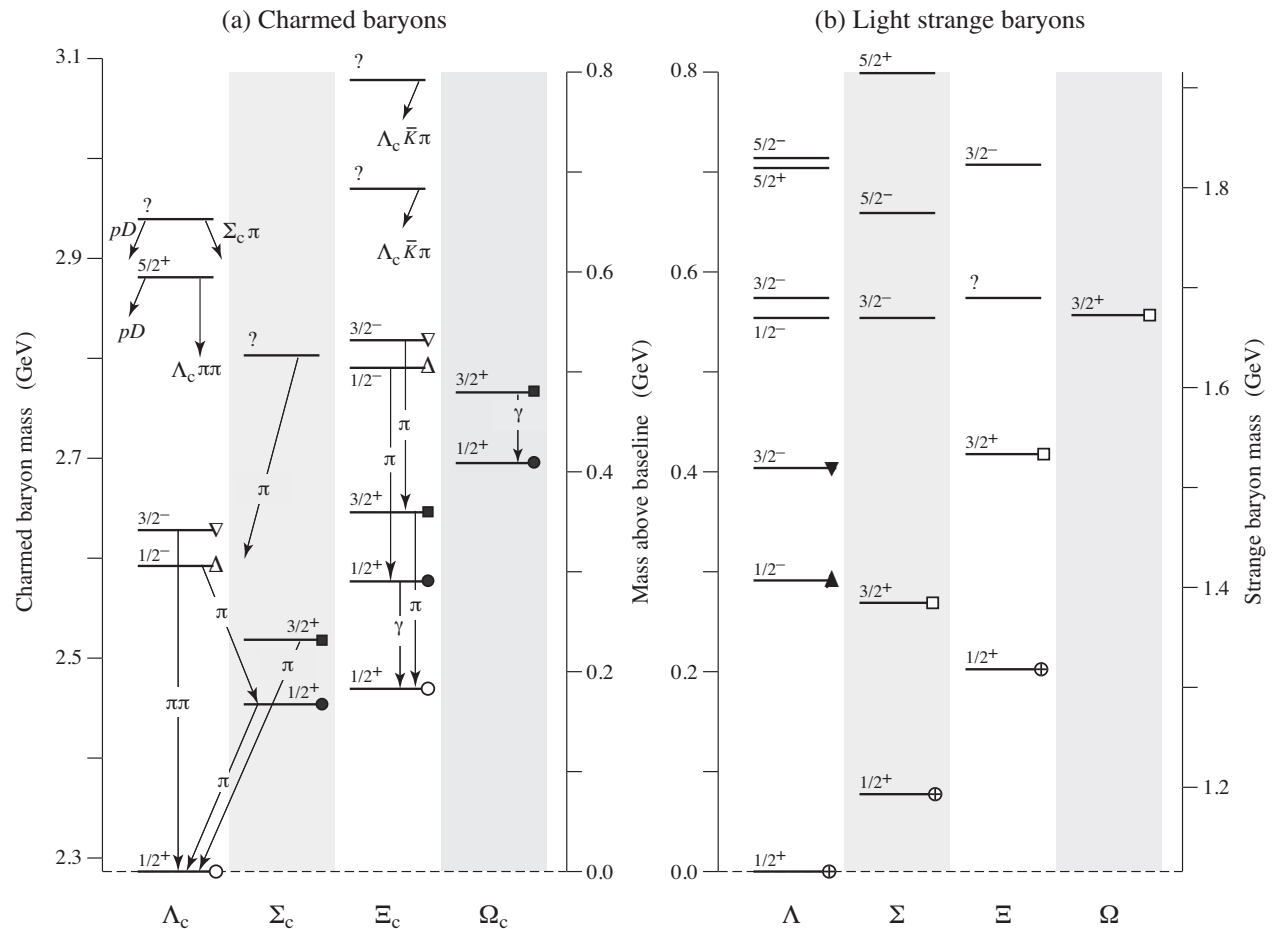 (a) Charmed baryons
(b) Light strange baryons
Charmed baryon mass (GeV)
3.1
2.9
2.7
2.5
2.3
?
pD
Σc π
5/2+
pD
Λc ππ
3/2−
1/2−
π
ππ
1/2+
Λc
?
π
3/2+
π
1/2+
π
Σc
?
Λc K̅ π
?
Λc K̅ π
3/2−
1/2−
π
π
3/2+
1/2+
γ
π
1/2+
Ξc
3/2+
γ
1/2+
Ωc
0.8
0.6
0.4
0.2
0.0
Mass above baseline (GeV)
0.8
0.6
0.4
0.2
0.0
5/2−
5/2+
3/2−
1/2−
3/2−
1/2−
1/2+
Λ
5/2+
5/2−
3/2−
3/2+
1/2+
Σ
3/2−
?
3/2+
1/2+
Ξ
3/2+
Ω
1.8
1.6
1.4
1.2
Strange baryon mass (GeV)